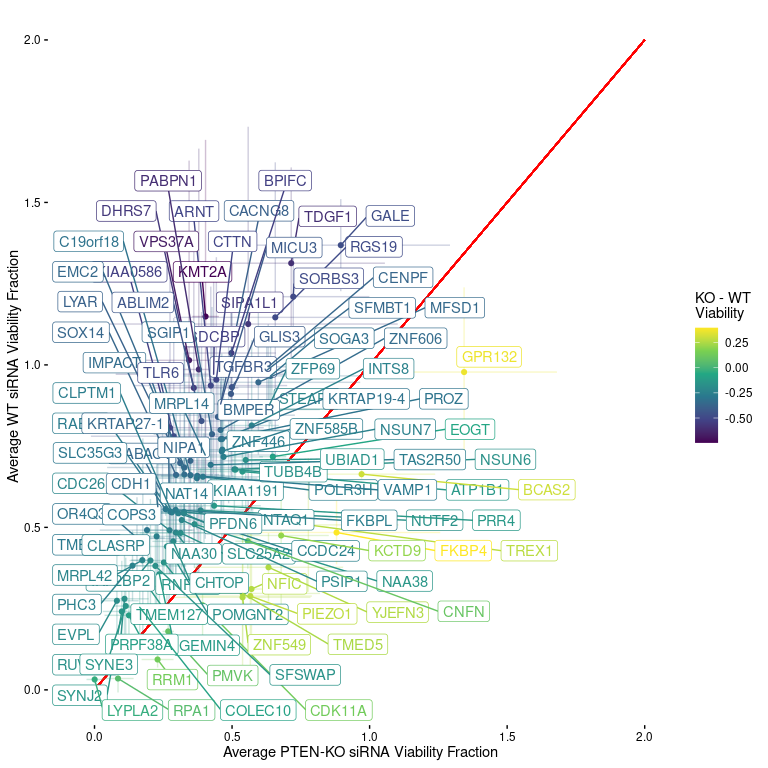 2.0
1.5
1.0
0.5
0.0
Average WT siRNA Viability Fraction
PABPN1
BPIFC
DHRS7
ARNT
CACNG8
TDGF1
GALE
C19orf18
VPS37A
CTTN
MICU3
RGS19
EMC2
KIAA0586
KMT2A
SORBS3
CENPF
LYAR
ABLIM2
SIPA1L1
SFMBT1
MFSD1
SOX14
SGIP1
GLIS3
SOGA3
ZNF606
IMPACT
TLR6
TGFBR3
ZFP69
INTS8
GPR132
CLPTM1
MRPL14
BMPER
KRTAP19-4
PROZ
KRTAP27-1
NIPA1
ZNF446
ZNF585B
NSUN7
EOGT
SLC35G3
TUBB4B
UBIAD1
TAS2R50
NSUN6
CDC26
CDH1
NAT14
KIAA1191
POLR3H
VAMP1
ATP1B1
BCAS2
COPS3
PFDN6
NTAQ1
FKBPL
NUTF2
PRR4
CLASRP
NAA30
SLC25A2
CCDC24
KCTD9
FKBP4
TREX1
MRPL42
CHTOP
NFIC
PSIP1
NAA38
PHC3
TMEM127
POMGNT2
PIEZO1
YJEFN3
CNFN
EVPL
PRPF38A
GEMIN4
ZNF549
TMED5
SYNE3
RRM1
PMVK
SFSWAP
SYNJ2
LYPLA2
RPA1
COLEC10
CDK11A
0.0
0.5
1.0
1.5
2.0
Average PTEN-KO siRNA Viability Fraction
KO - WT
Viability
0.25
0.00
-0.25
-0.50